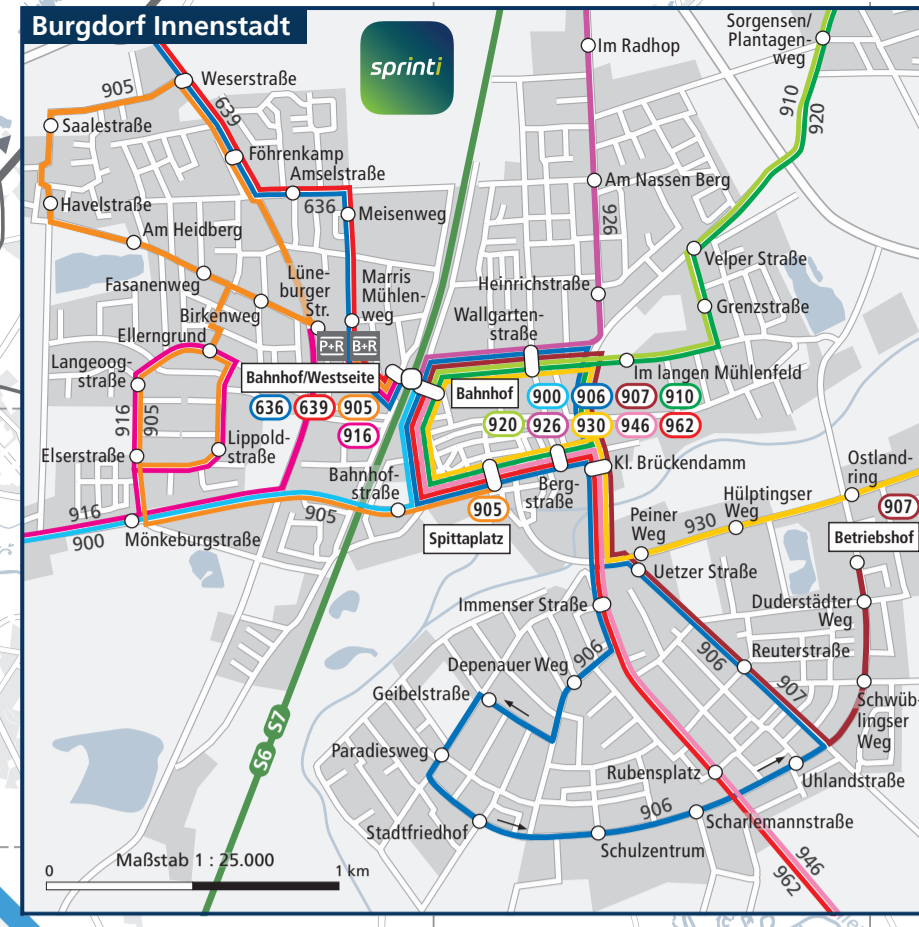 Burgdorf Innenstadt
sprinti
Sorgensen/
Plantagen-
weg
Im Radhop
905
Weserstraße
639
910
920
Saalestraße
Föhrenkamp
Amselstraße
636
Am Nassen Berg
926
Havelstraße
Meisenweg
Am Heidberg
Velper Straße
Fasanenweg
Lüne-
burger
Str.
Marris
Mühlen-
weg
Heinrichstraße
Grenzstraße
Birkenweg
Wallgarten-
straße
Ellerngrund
P+R
B+R
Langeoog-
straße
Im langen Mühlenfeld
Bahnhof/Westseite
636
639
905
916
Bahnhof
900
906
907
910
920
926
930
946
962
916
905
Lippold-
straße
Elserstraße
Bahnhof-
straße
Berg-
straße
Kl. Brückendamm
Ostland-
ring
Hülptingser
Weg
916
900
905
905
Spittaplatz
Mönkeburgstraße
Peiner
Weg
930
907
Betriebshof
Uetzer Straße
Immenser Straße
Duderstädter
Weg
906
906
Reuterstraße
907
Depenauer Weg
Geibelstraße
Schwüb-
lingser
Weg
S6
S7
Paradiesweg
Rubensplatz
Uhlandstraße
906
Stadtfriedhof
Scharlemannstraße
Schulzentrum
946
962
Maßstab 1 : 25.000
0
1 km